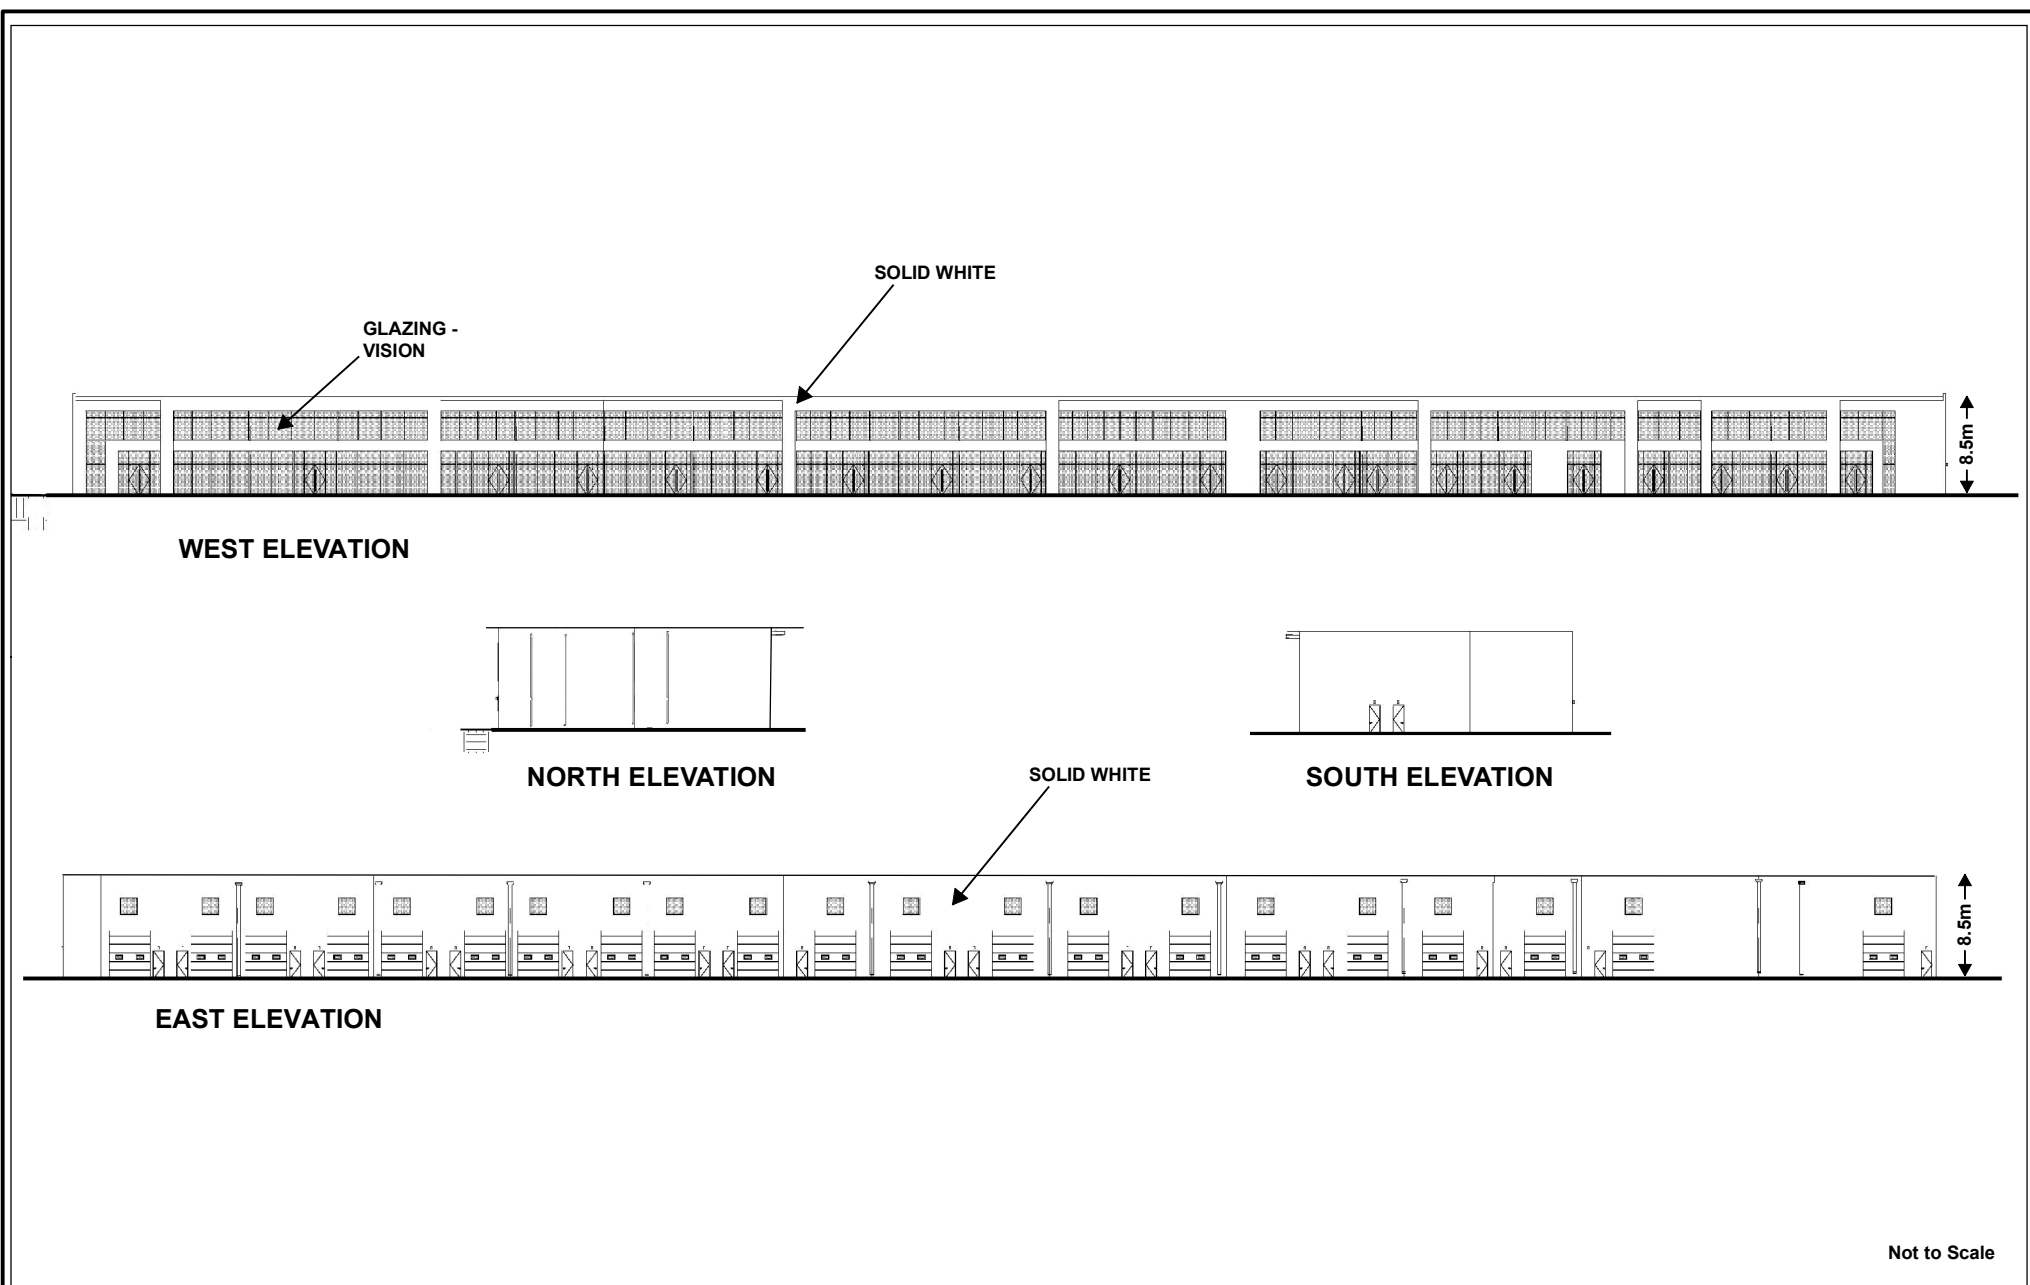 SOLID WHITE
GLAZING -
VISION
8.5m
WEST ELEVATION
NORTH ELEVATION
SOLID WHITE
SOUTH ELEVATION
8.5m
EAST ELEVATION
Not to Scale